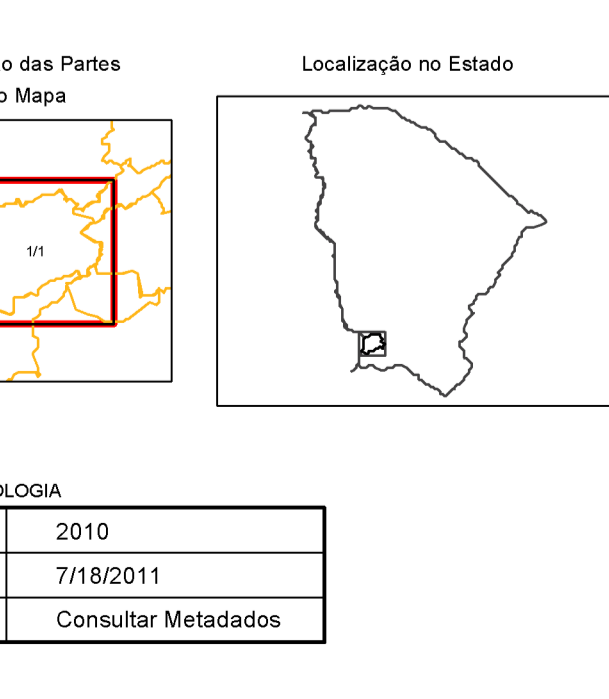 o das Partes
o Mapa
Localização no Estado
1/1
OLOGIA
2010
7/18/2011
Consultar Metadados